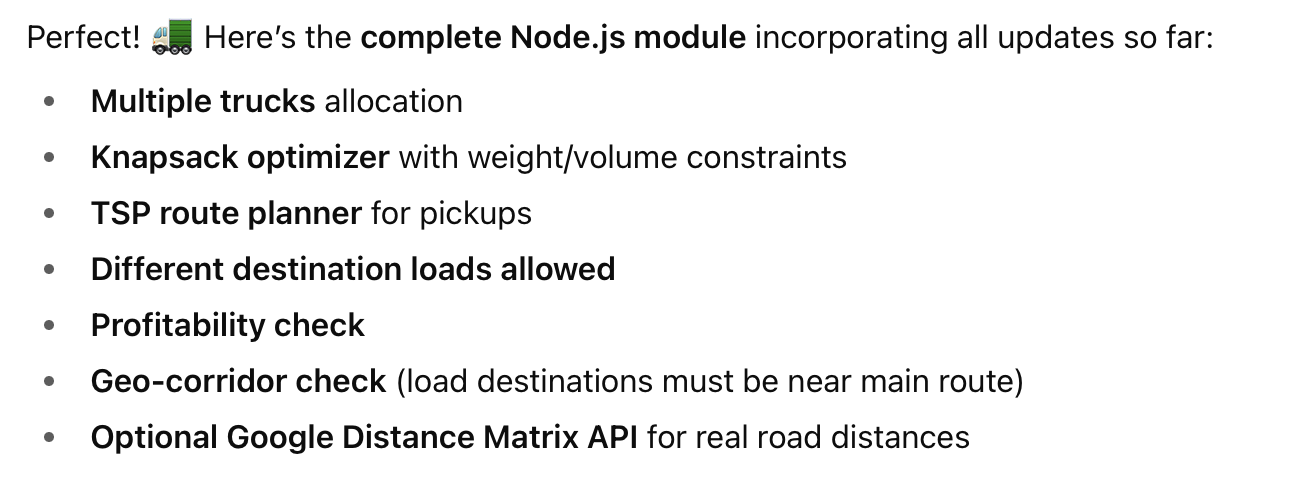 Perfect! 🚛 Here’s the complete Node.js module incorporating all updates so far:
• Multiple trucks allocation
• Knapsack optimizer with weight/volume constraints
• TSP route planner for pickups
• Different destination loads allowed
• Profitability check
• Geo-corridor check (load destinations must be near main route)
• Optional Google Distance Matrix API for real road distances